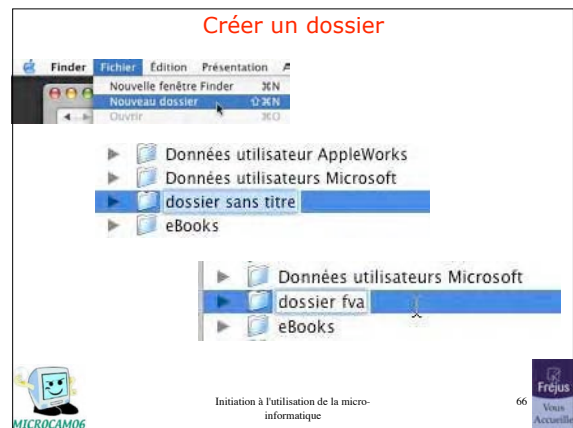 Créer un dossier
Finder Fichier Édition Présentation
Nouvelle fenêtre Finder ⌘N
Nouveau dossier ⇧⌘N
Ouvrir ⌘O
Données utilisateur AppleWorks
Données utilisateurs Microsoft
dossier sans titre
eBooks
Données utilisateurs Microsoft
dossier fva
eBooks
MICROCAM06
Initiation à l'utilisation de la micro-
informatique
66
Fréjus
Vous
Accueille